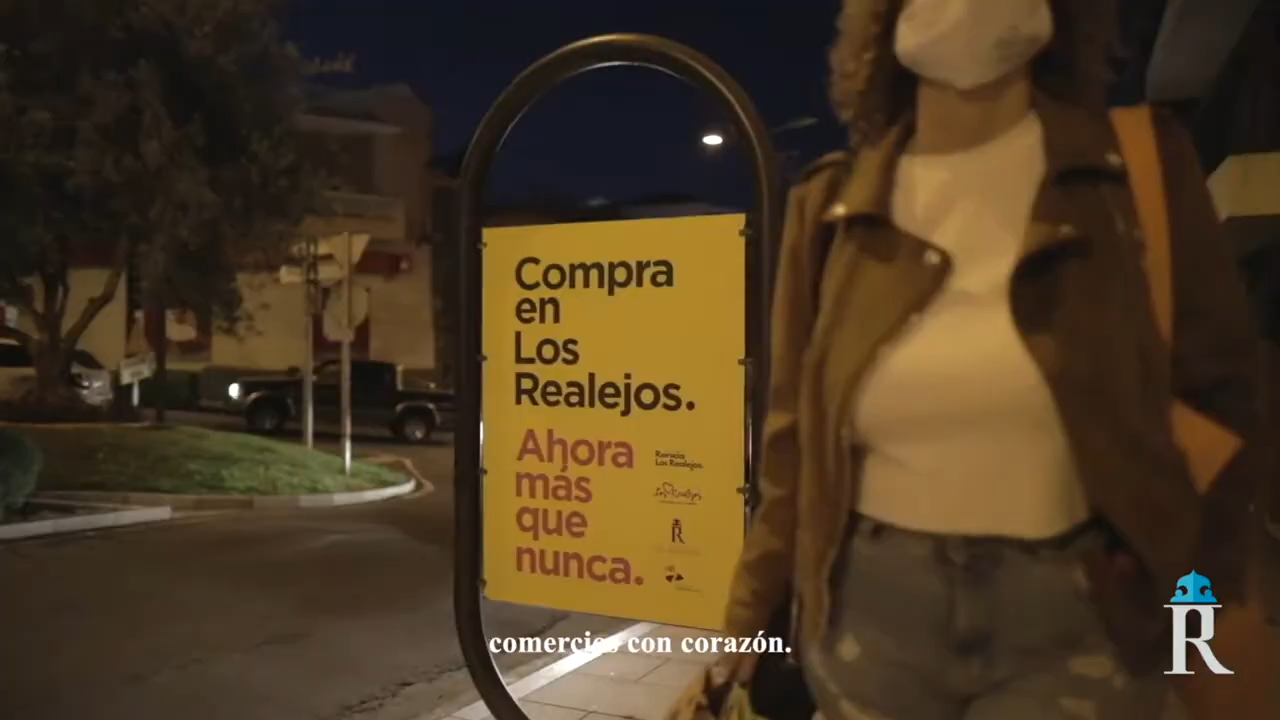 Compra
en
Los
Realejos.
Ahora
más
que
nunca.
Los Realejos.
R
comercios con corazón.
R